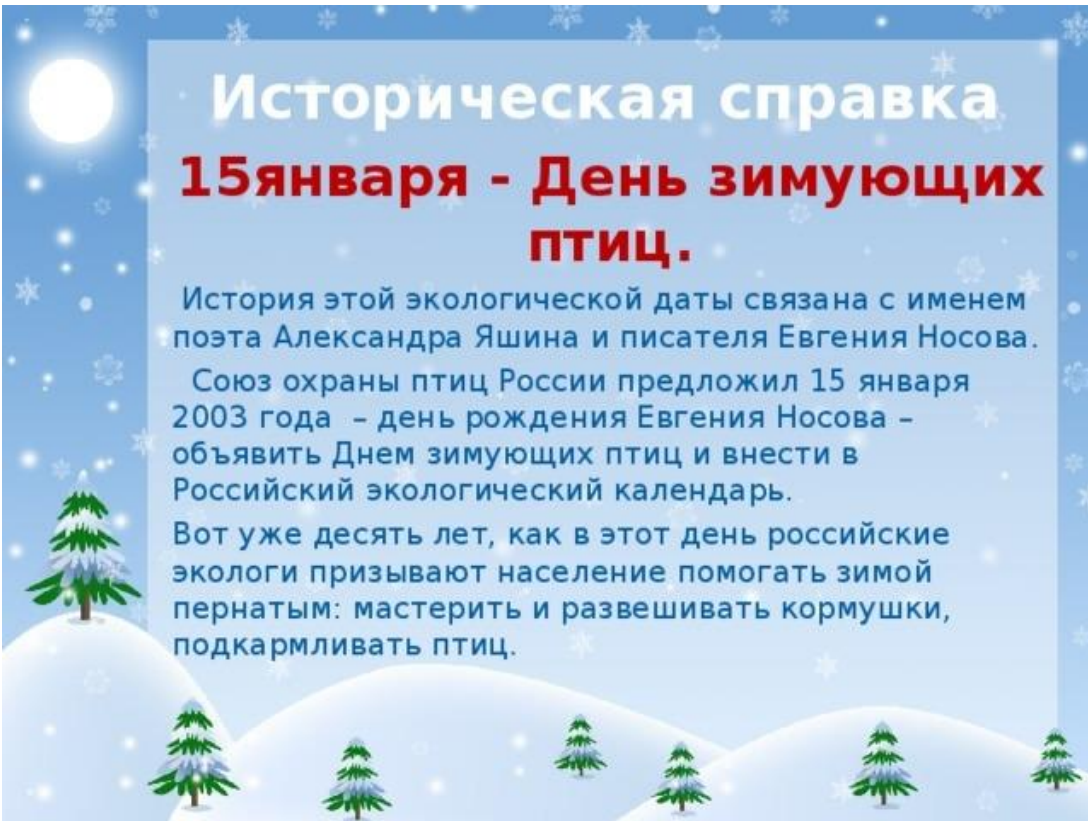 Историческая справка
15января - День зимующих
птиц.
История этой экологической даты связана с именем
поэта Александра Яшина и писателя Евгения Носова.
Союз охраны птиц России предложил 15 января
2003 года – день рождения Евгения Носова –
объявить Днем зимующих птиц и внести в
Российский экологический календарь.
Вот уже десять лет, как в этот день российские
экологи призывают население помогать зимой
пернатым: мастерить и развешивать кормушки,
подкармливать птиц.